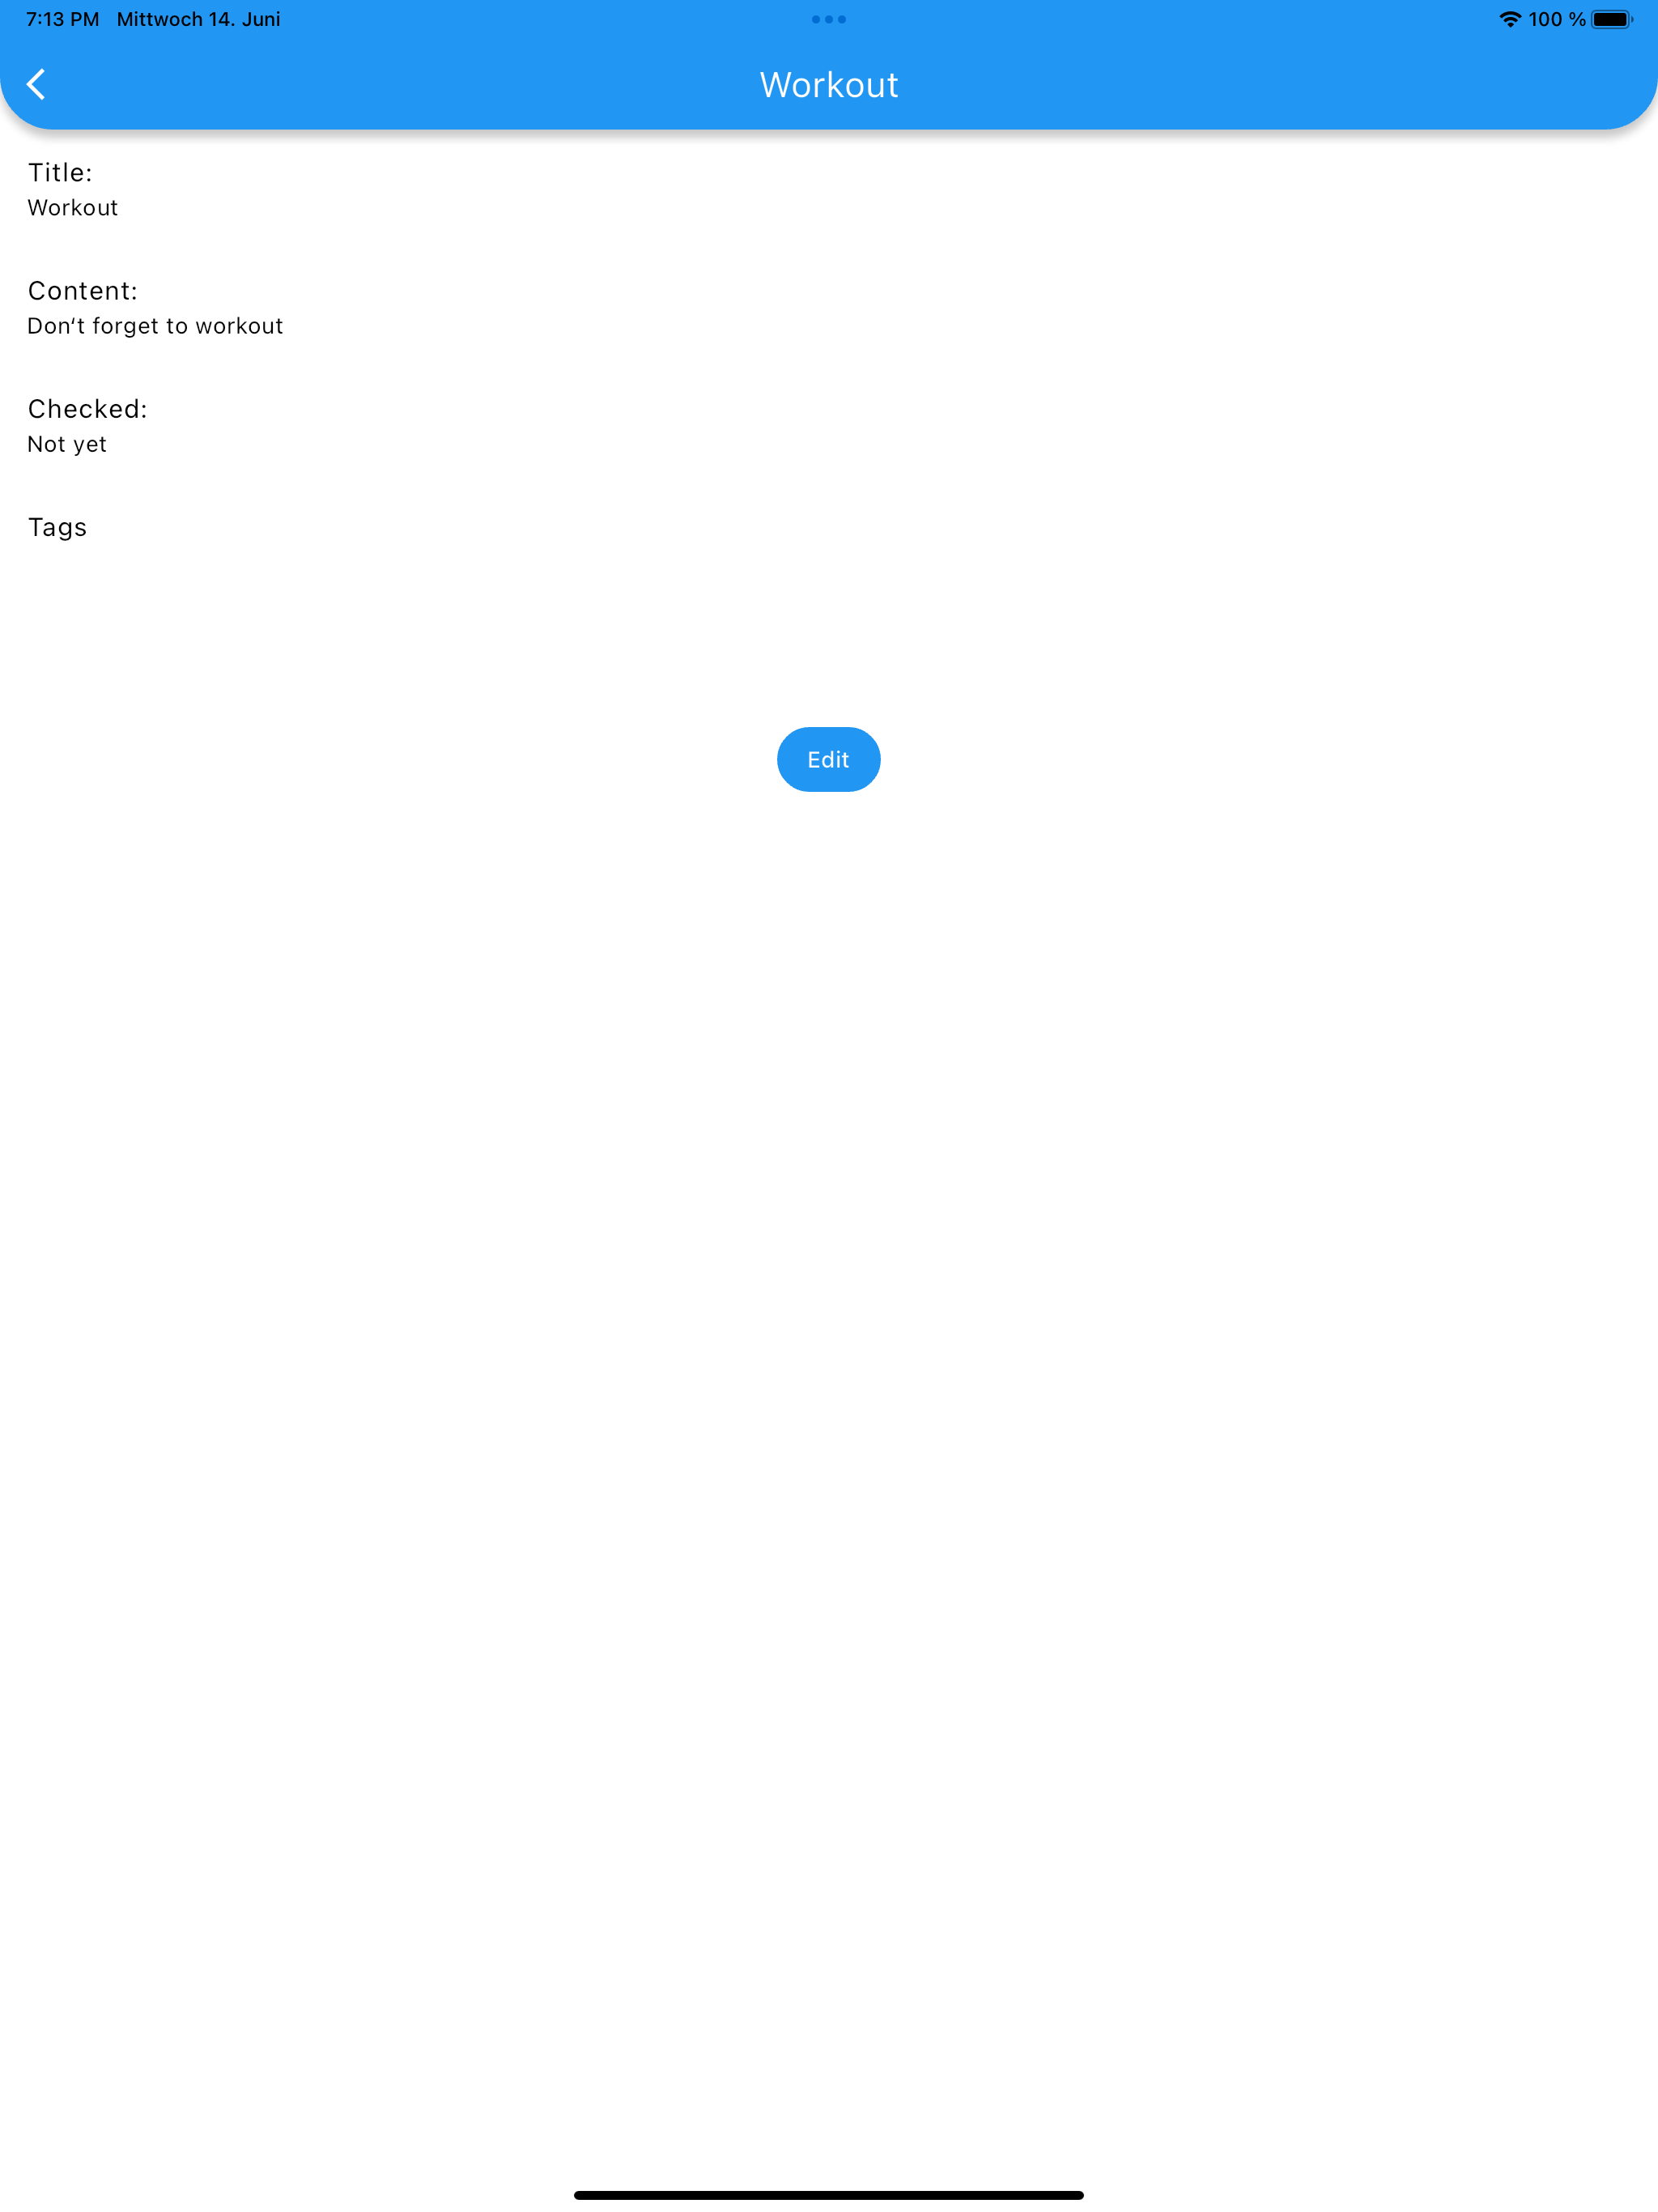 7:13 PM Mittwoch 14. Juni 100 %
Workout
Title:
Workout
Content:
Don‘t forget to workout
Checked:
Not yet
Tags
Edit